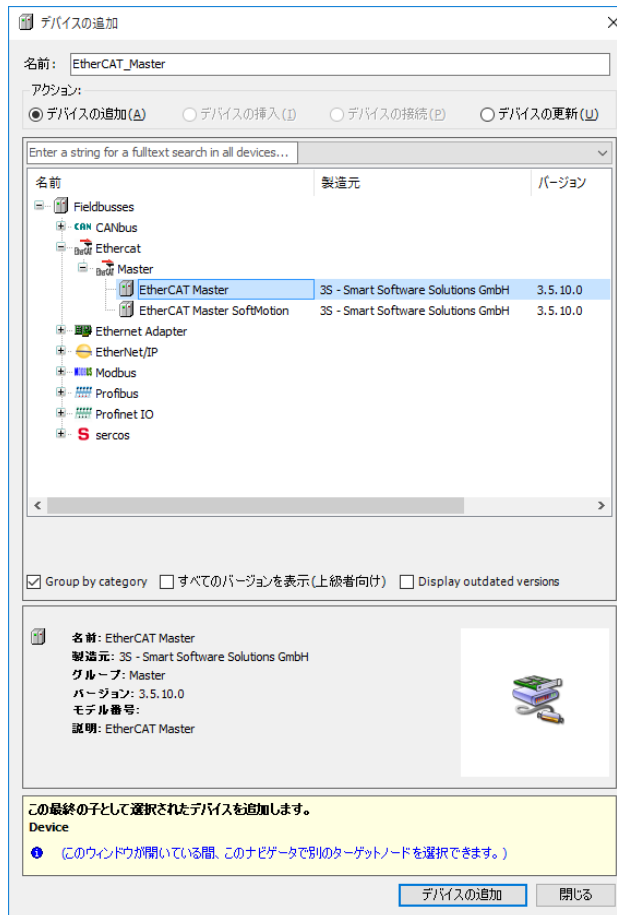 デバイスの追加
名前: EtherCAT_Master
アクション:
デバイスの追加(A) デバイスの挿入(I) デバイスの接続(P) デバイスの更新(U)
Enter a string for a fulltext search in all devices...
名前 製造元 バージョン
Fieldbusses
CAN CANbus
EtherCAT Ethercat
EtherCAT Master
EtherCAT Master 3S - Smart Software Solutions GmbH 3.5.10.0
EtherCAT Master SoftMotion 3S - Smart Software Solutions GmbH 3.5.10.0
Ethernet Adapter
EtherNet/IP
Modbus
Profibus
Profinet IO
S sercos
Group by category すべてのバージョンを表示(上級者向け) Display outdated versions
名前: EtherCAT Master
製造元: 3S - Smart Software Solutions GmbH
グループ: Master
バージョン: 3.5.10.0
モデル番号:
説明: EtherCAT Master
この最終の子として選択されたデバイスを追加します。
Device
(このウィンドウが開いている間、このナビゲータで別のターゲットノードを選択できます。)
デバイスの追加 閉じる